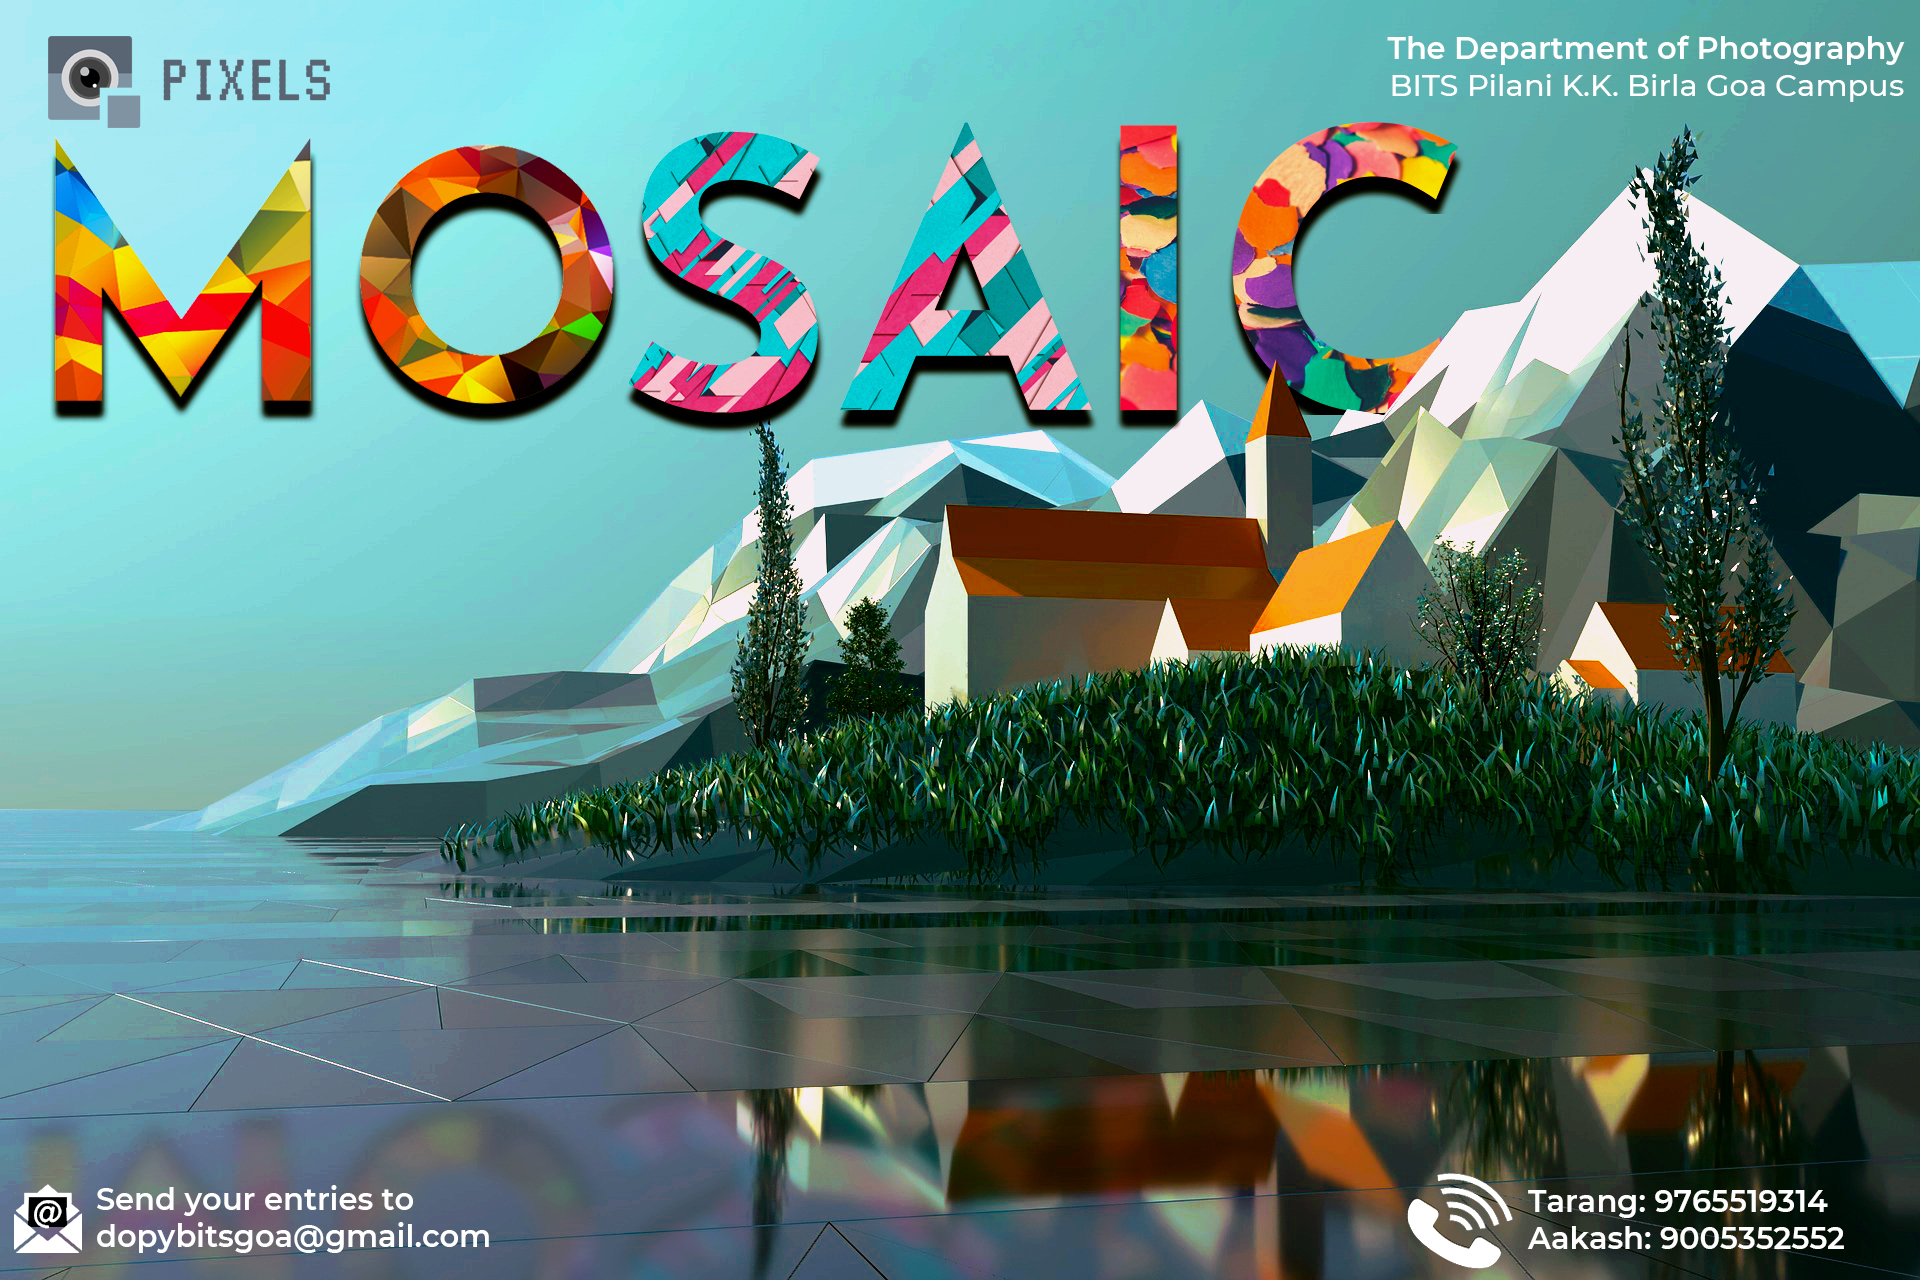 PIXELS
The Department of Photography
BITS Pilani K.K. Birla Goa Campus
MOSAIC
Send your entries to
dopybitsgoa@gmail.com
Tarang: 9765519314
Aakash: 9005352552